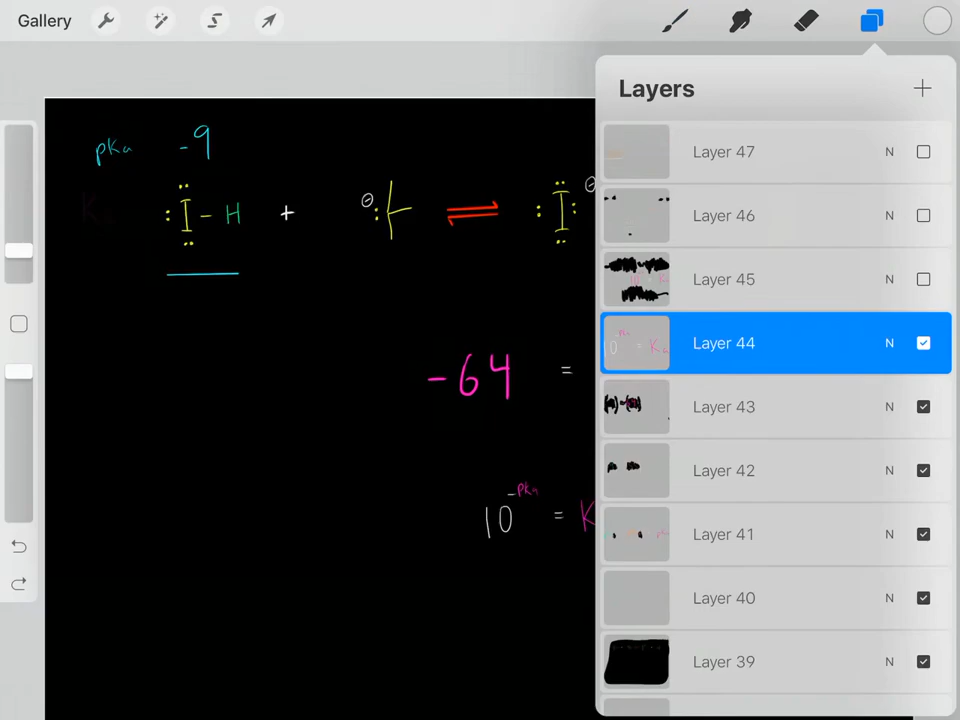 Gallery
Layers
pKa -9
:I-H + ⊖: ⇌ :I: ⊖
-64 =
10^-pKa = K
Layer 47 N
Layer 46 N
Layer 45 N
Layer 44 N
Layer 43 N
Layer 42 N
Layer 41 N
Layer 40 N
Layer 39 N